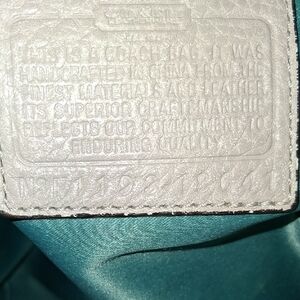 THIS IS A COACH BAG. IT WAS
HANDCRAFTED IN CHINA FROM THE
FINEST MATERIALS AND LEATHER.
ITS SUPERIOR CRAFTSMANSHIP
REFLECTS OUR COMMITMENT TO
ENDURING QUALITY.